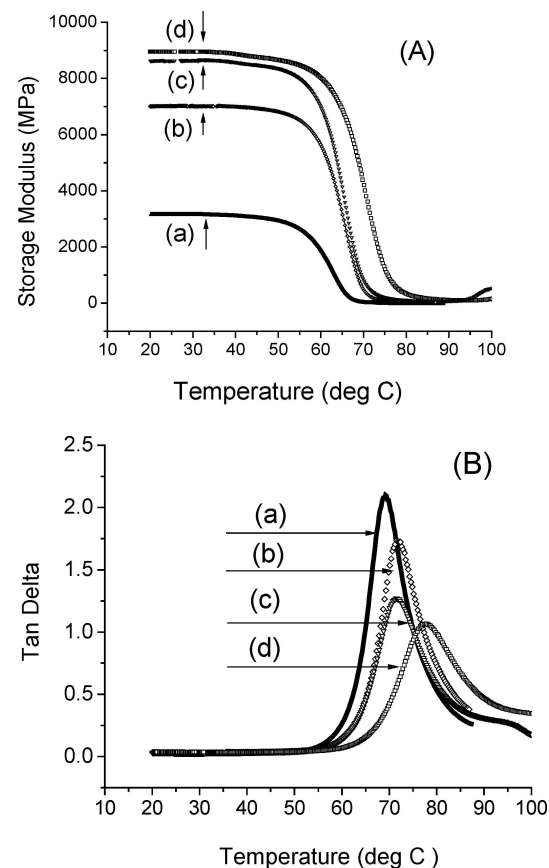 (A)
Storage Modulus (MPa)
10000
8000
6000
4000
2000
0
(d)
(c)
(b)
(a)
10 20 30 40 50 60 70 80 90 100
Temperature (deg C)
(B)
Tan Delta
2.5
2.0
1.5
1.0
0.5
0.0
(a)
(b)
(c)
(d)
10 20 30 40 50 60 70 80 90 100
Temperature (deg C )